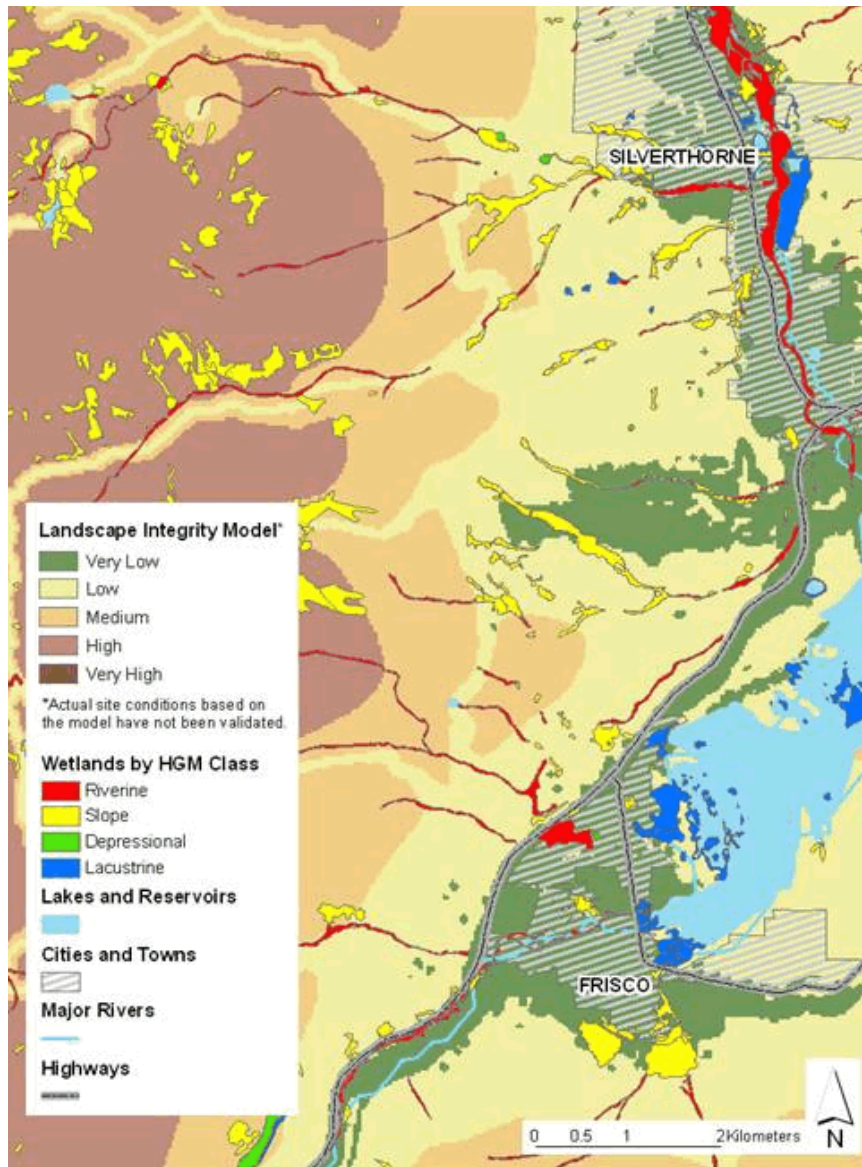 SILVERTHORNE
Landscape Integrity Model*
Very Low
Low
Medium
High
Very High
*Actual site conditions based on
the model have not been validated.
Wetlands by HGM Class
Riverine
Slope
Depressional
Lacustrine
Lakes and Reservoirs
Cities and Towns
Major Rivers
Highways
FRISCO
N
0 0.5 1 2 Kilometers